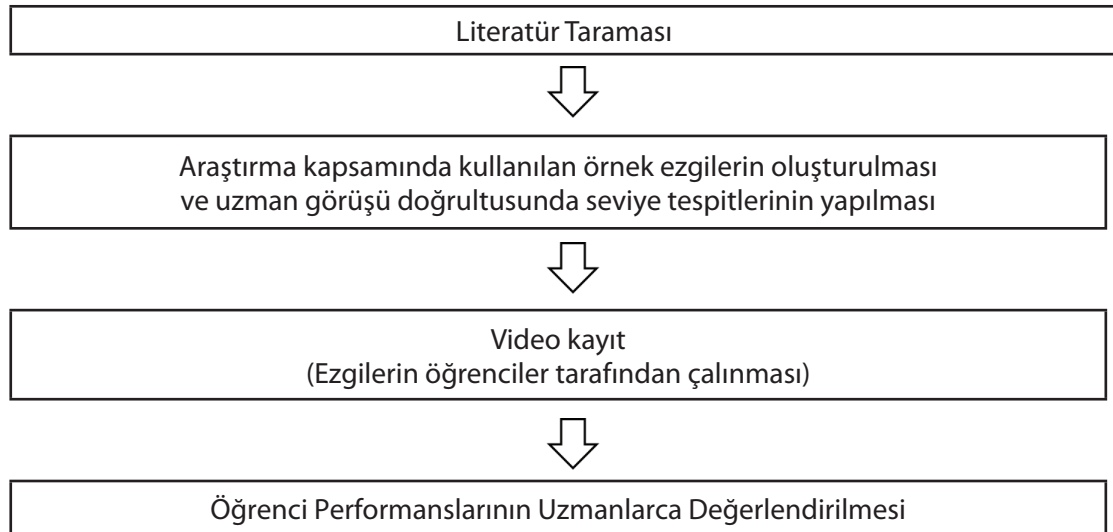 Literatür Taraması
Araştırma kapsamında kullanılan örnek ezgilerin oluşturulması
ve uzman görüşü doğrultusunda seviye tespitlerinin yapılması
Video kayıt
(Ezgilerin öğrenciler tarafından çalınması)
Öğrenci Performanslarının Uzmanlarca Değerlendirilmesi